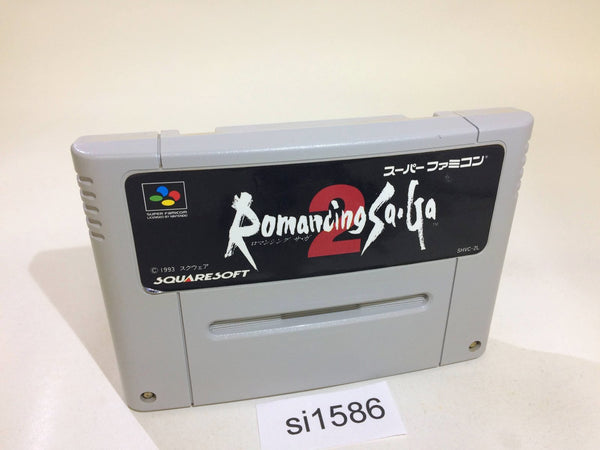 スーパー ファミコン
SUPER FAMICOM
LICENSED BY NINTENDO
Romancing Sa・Ga 2
ロマンシング サ・ガ
SHVC-2L
© 1993 スクウェア
SQUARESOFT
si1586